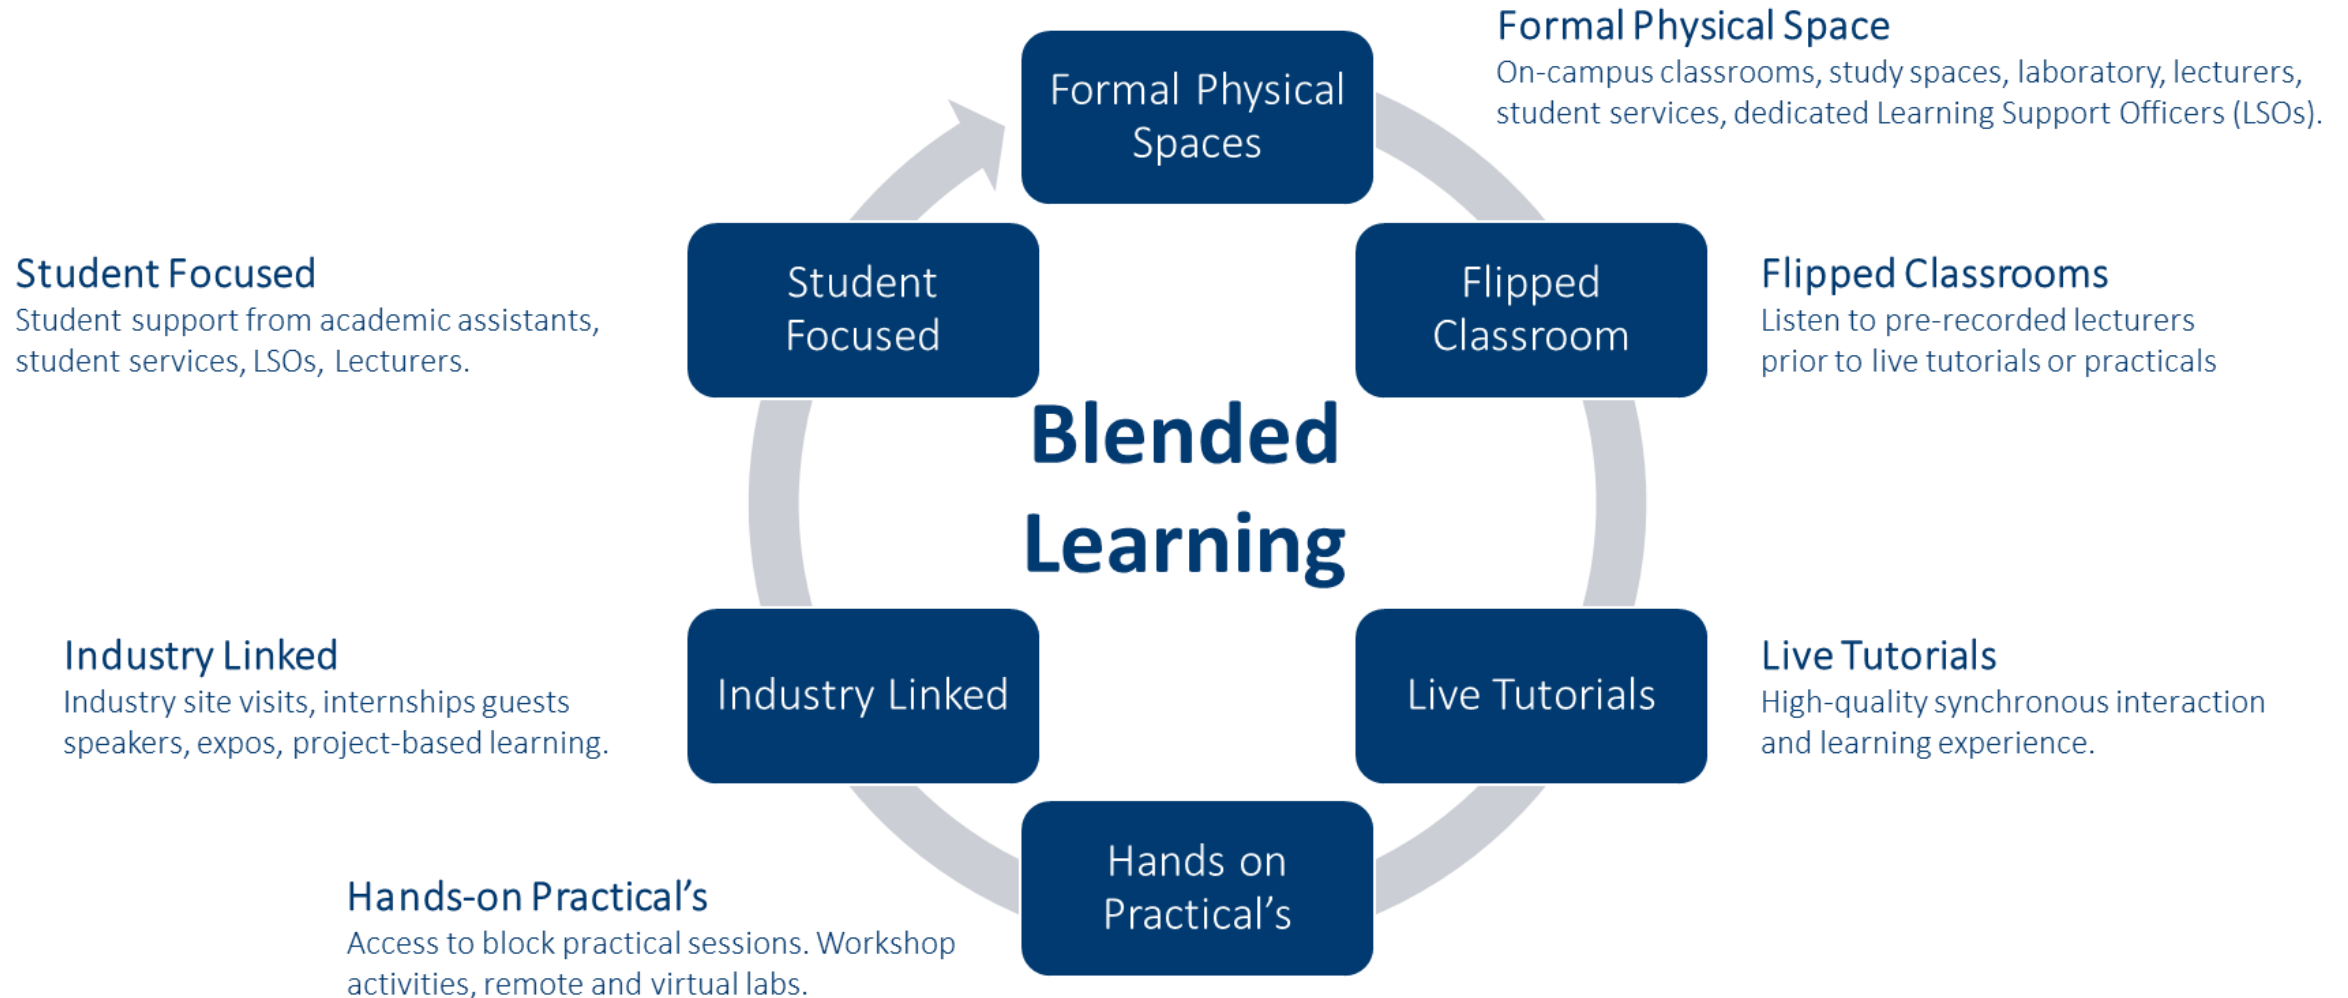 Formal Physical
Spaces
Formal Physical Space
On-campus classrooms, study spaces, laboratory, lecturers,
student services, dedicated Learning Support Officers (LSOs).
Flipped
Classroom
Flipped Classrooms
Listen to pre-recorded lecturers
prior to live tutorials or practicals
Live Tutorials
Live Tutorials
High-quality synchronous interaction
and learning experience.
Hands on
Practical’s
Hands-on Practical’s
Access to block practical sessions. Workshop
activities, remote and virtual labs.
Industry Linked
Industry Linked
Industry site visits, internships guests
speakers, expos, project-based learning.
Student
Focused
Student Focused
Student support from academic assistants,
student services, LSOs, Lecturers.
Blended
Learning